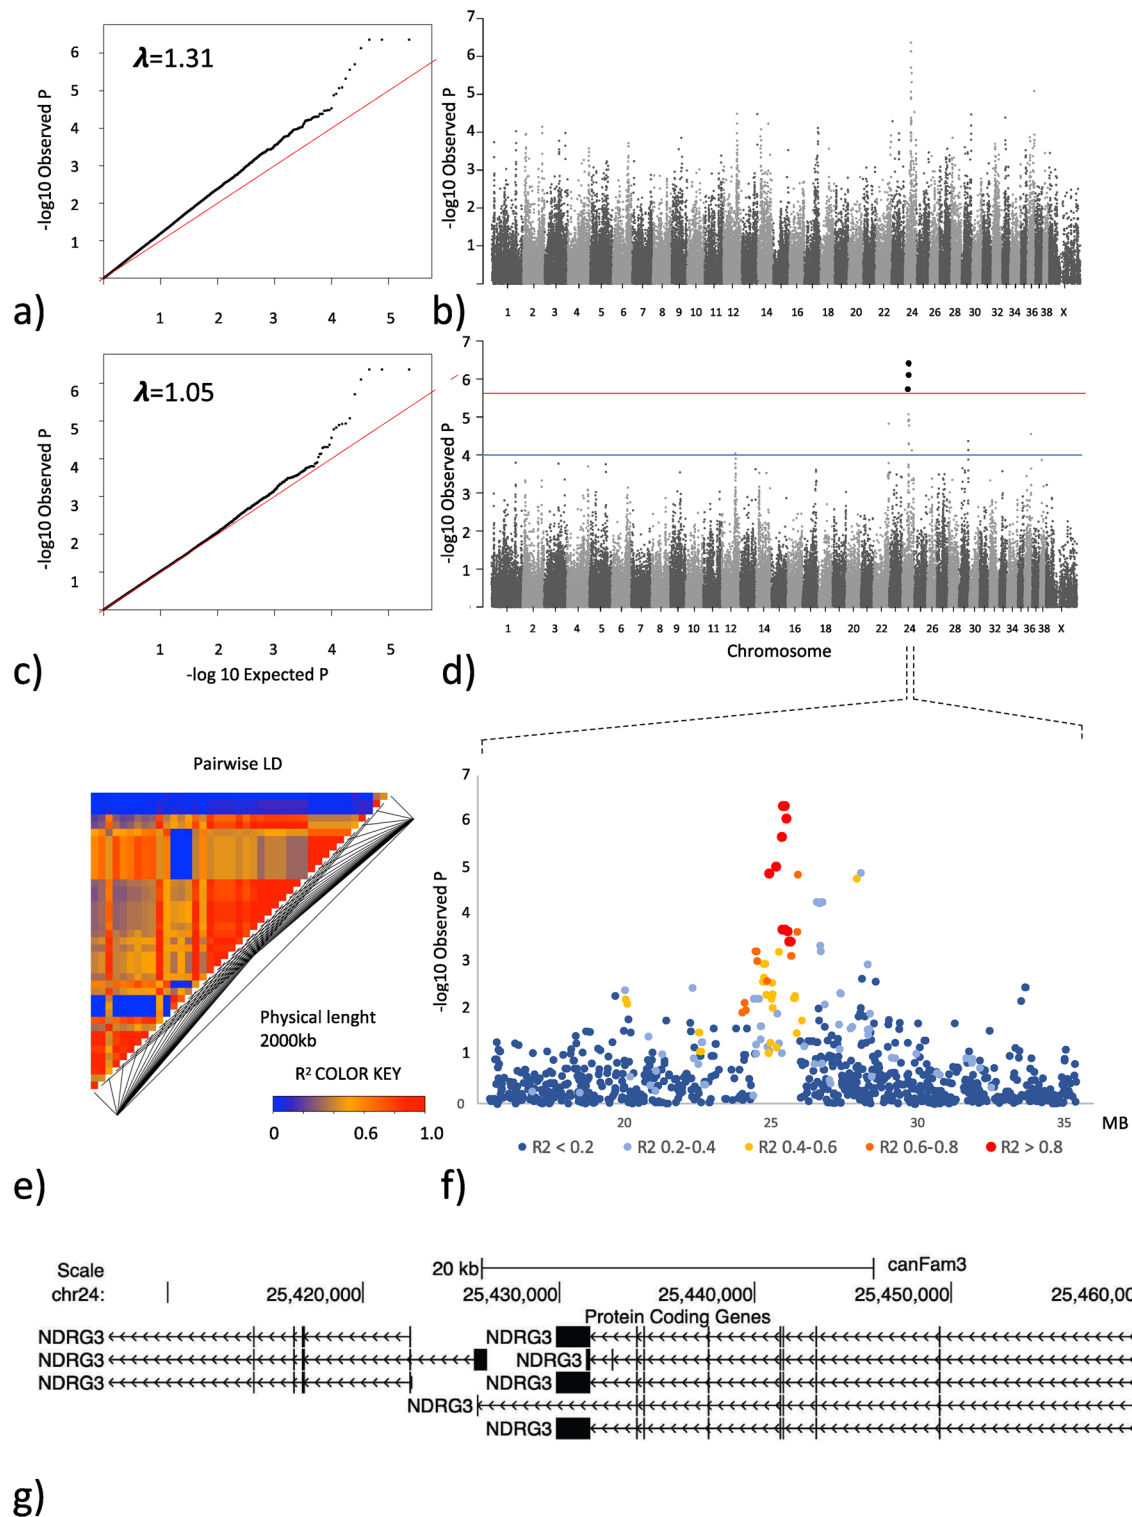 λ=1.31
-log10 Observed P
6
5
4
3
2
1
1 2 3 4 5
a)
-log10 Observed P
7
6
5
4
3
2
1
1 2 3 4 5 6 7 8 9 10 11 12 14 16 18 20 22 24 26 28 30 32 34 36 38 X
b)
λ=1.05
-log10 Observed P
6
5
4
3
2
1
1 2 3 4 5
-log 10 Expected P
c)
-log10 Observed P
7
6
5
4
3
2
1
1 2 3 4 5 6 7 8 9 10 11 12 14 16 18 20 22 24 26 28 30 32 34 36 38 X
Chromosome
d)
Pairwise LD
Physical lenght
2000kb
R² COLOR KEY
0 0.6 1.0
e)
-log10 Observed P
7
6
5
4
3
2
1
0
20 25 30 35 MB
R2 < 0.2 R2 0.2-0.4 R2 0.4-0.6 R2 0.6-0.8 R2 > 0.8
f)
Scale 20 kb canFam3
chr24: 25,420,000 25,430,000 25,440,000 25,450,000 25,460,00
Protein Coding Genes
NDRG3 NDRG3
NDRG3 NDRG3
NDRG3 NDRG3
NDRG3
NDRG3
g)